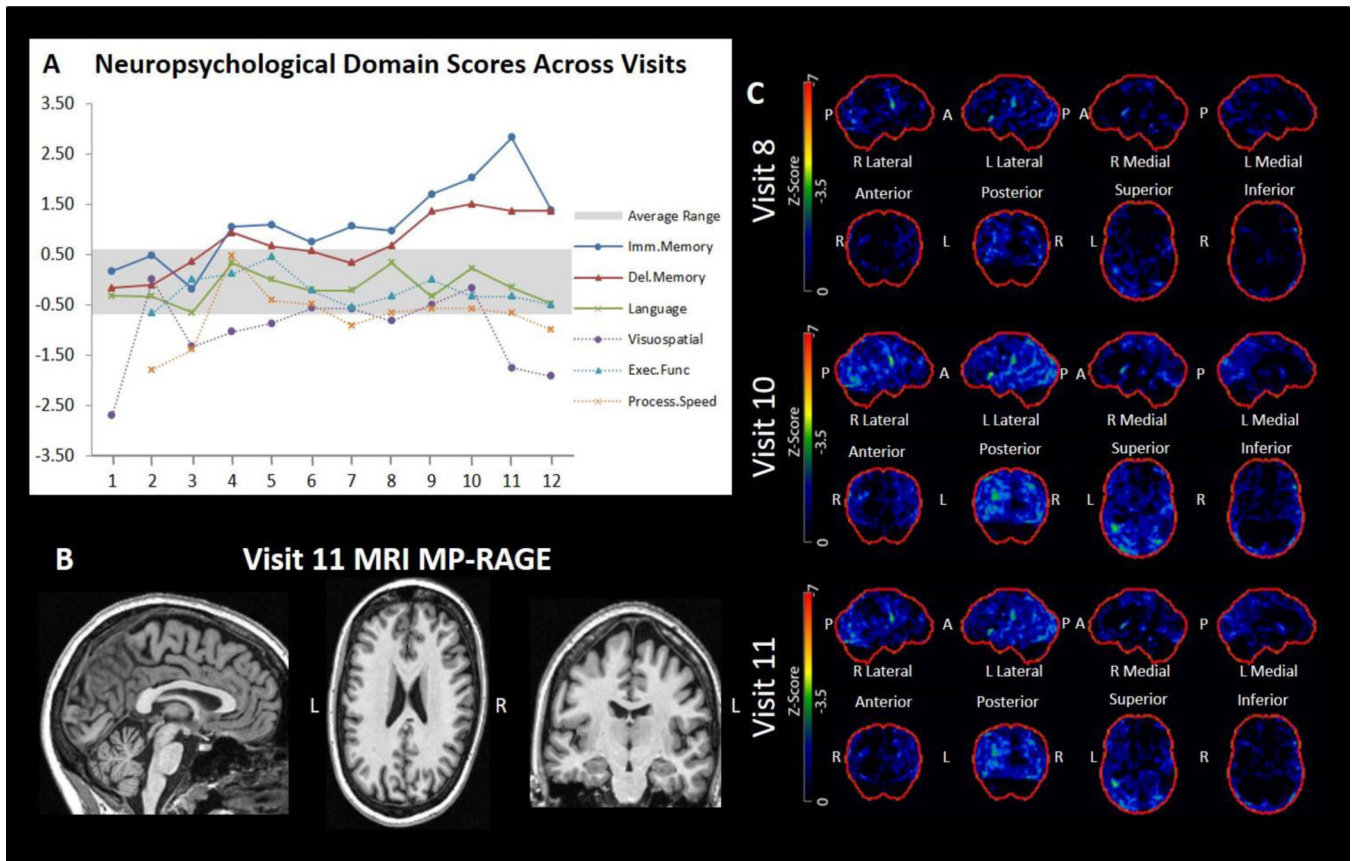 A Neuropsychological Domain Scores Across Visits
3.50
2.50
1.50
0.50
-0.50
-1.50
-2.50
-3.50
1 2 3 4 5 6 7 8 9 10 11 12
Average Range
Imm.Memory
Del.Memory
Language
Visuospatial
Exec.Func
Process.Speed
B Visit 11 MRI MP-RAGE
L R L
C
Visit 8
Z-Score
-7
-3.5
0
P A P A P
R Lateral L Lateral R Medial L Medial
Anterior Posterior Superior Inferior
R L R L R
Visit 10
Z-Score
-7
-3.5
0
P A P A P
R Lateral L Lateral R Medial L Medial
Anterior Posterior Superior Inferior
R L R L R
Visit 11
Z-Score
-7
-3.5
0
P A P A P
R Lateral L Lateral R Medial L Medial
Anterior Posterior Superior Inferior
R L R L R